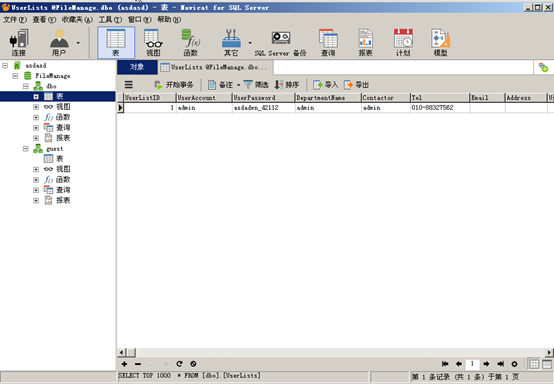 UserLists @FileManage.dbo (asdasd) - 表 - Navicat for SQL Server
文件(F) 查看(V) 收藏夹(A) 工具(T) 窗口(W) 帮助(H)
连接 用户 表 视图 函数 其它 SQL Server 备份 查询 报表 计划 模型
asdasd
FileManage
dbo
表
视图
函数
查询
报表
guest
表
视图
函数
查询
报表
对象 UserLists @FileManage.dbo...
开始事务 备注 筛选 排序 导入 导出
UserListID UserAccount UserPassword DepartmentName Contactor Tel Email Address
1 admin admin admin 010-88327562
1
SELECT TOP 1000 * FROM [dbo].[UserLists] 第 1 条记录 (共 1 条) 于第 1 页